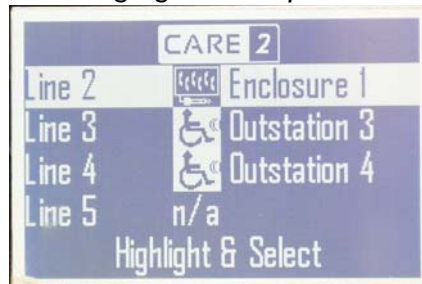 CARE 2
Line 2 Enclosure 1
Line 3 Outstation 3
Line 4 Outstation 4
Line 5 n/a
Highlight & Select